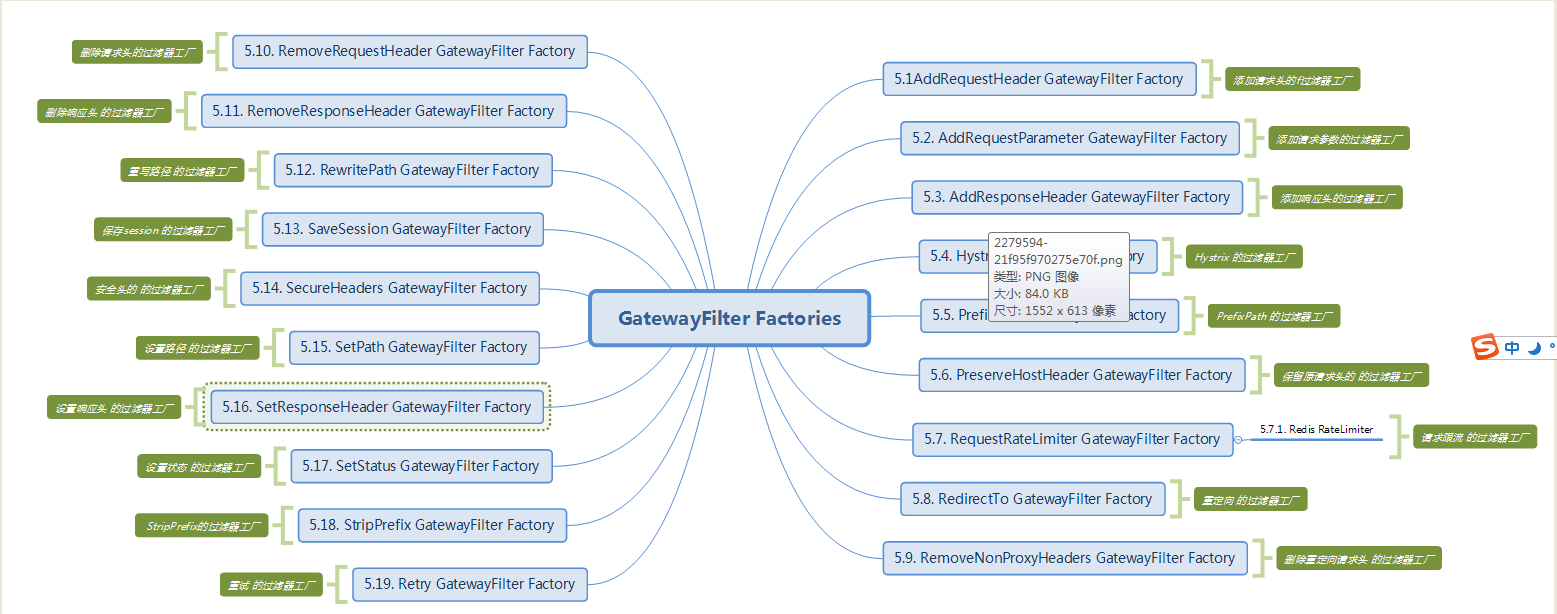 GatewayFilter Factories
5.1AddRequestHeader GatewayFilter Factory
添加请求头的f过滤器工厂
5.2. AddRequestParameter GatewayFilter Factory
添加请求参数的过滤器工厂
5.3. AddResponseHeader GatewayFilter Factory
添加响应头的过滤器工厂
5.4. Hystr
ry
Hystrix 的过滤器工厂
2279594-
21f95f970275e70f.png
类型: PNG 图像
大小: 84.0 KB
尺寸: 1552 x 613 像素
5.5. Prefi
actory
PrefixPath 的过滤器工厂
5.6. PreserveHostHeader GatewayFilter Factory
保留原请求头的 的过滤器工厂
5.7. RequestRateLimiter GatewayFilter Factory
5.7.1. Redis RateLimiter
请求限流 的过滤器工厂
5.8. RedirectTo GatewayFilter Factory
重定向 的过滤器工厂
5.9. RemoveNonProxyHeaders GatewayFilter Factory
删除重定向请求头 的过滤器工厂
5.10. RemoveRequestHeader GatewayFilter Factory
删除请求头的过滤器工厂
5.11. RemoveResponseHeader GatewayFilter Factory
删除响应头 的过滤器工厂
5.12. RewritePath GatewayFilter Factory
重写路径 的过滤器工厂
5.13. SaveSession GatewayFilter Factory
保存session 的过滤器工厂
5.14. SecureHeaders GatewayFilter Factory
安全头的 的过滤器工厂
5.15. SetPath GatewayFilter Factory
设置路径 的过滤器工厂
5.16. SetResponseHeader GatewayFilter Factory
设置响应头 的过滤器工厂
5.17. SetStatus GatewayFilter Factory
设置状态 的过滤器工厂
5.18. StripPrefix GatewayFilter Factory
StripPrefix的过滤器工厂
5.19. Retry GatewayFilter Factory
重试 的过滤器工厂
S 中